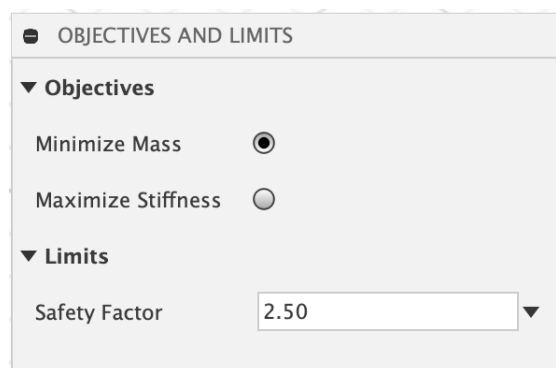 OBJECTIVES AND LIMITS
Objectives
Minimize Mass
Maximize Stiffness
Limits
Safety Factor 2.50